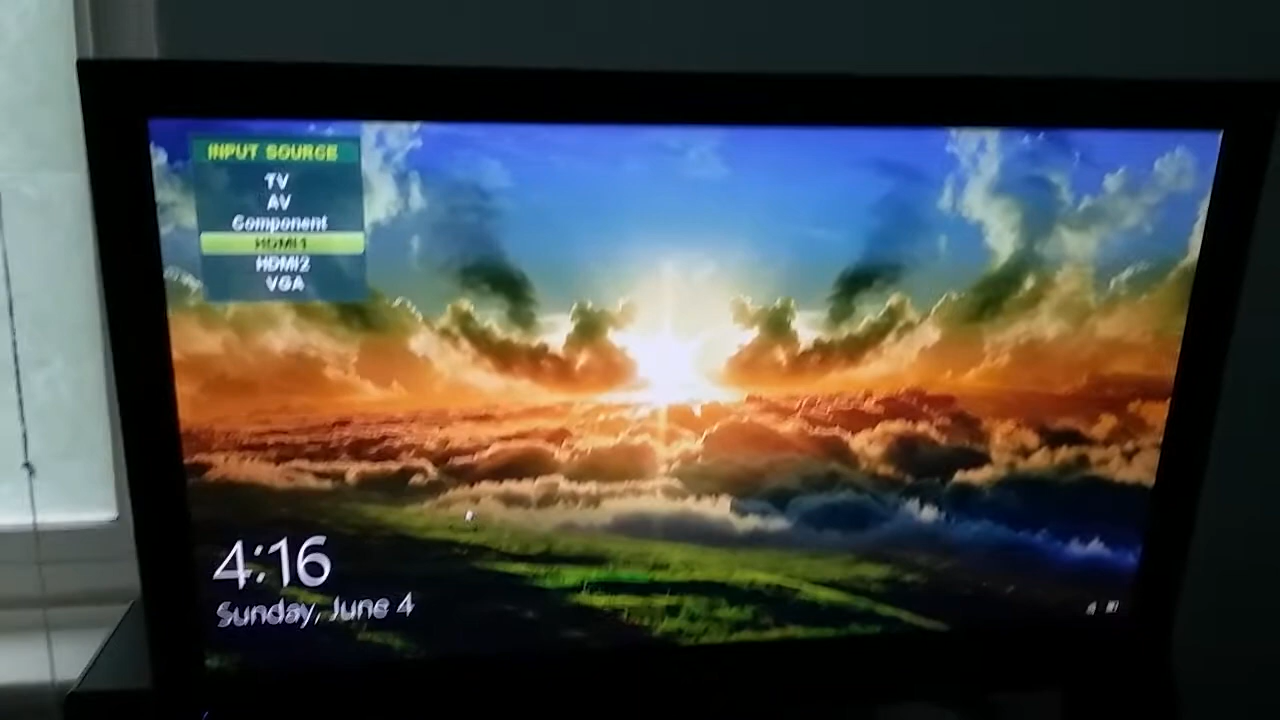 INPUT SOURCE
TV
AV
Component
HDMI1
HDMI2
VGA
4:16
Sunday, June 4